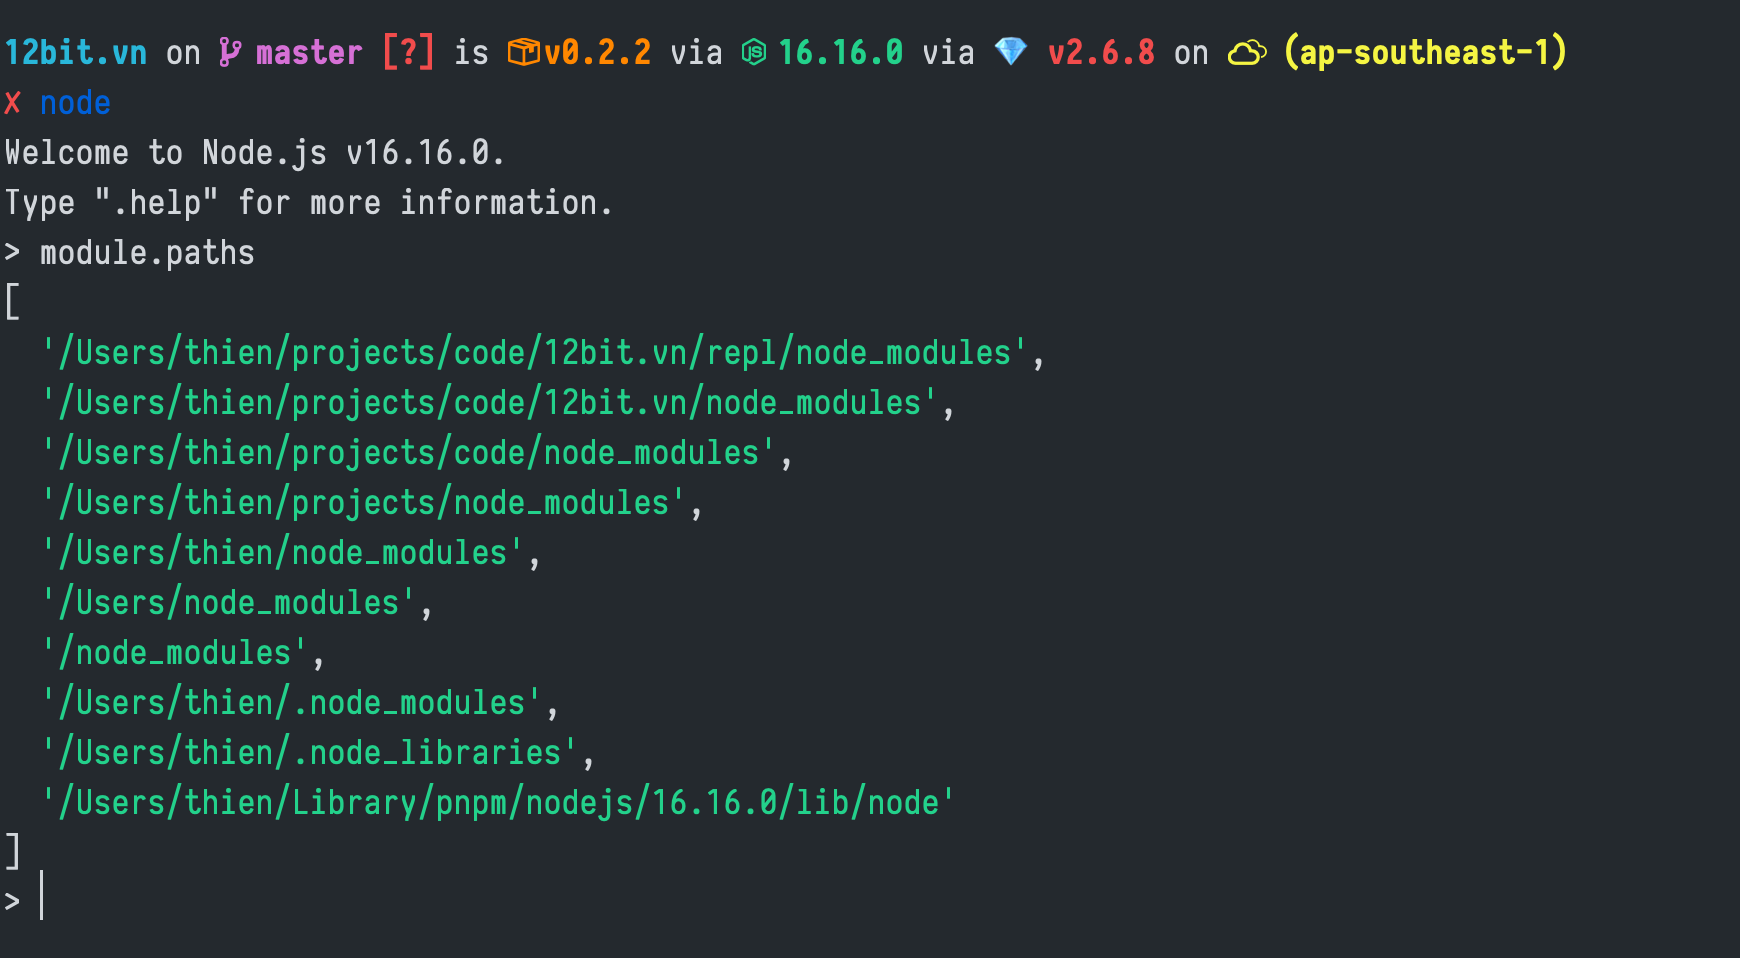 12bit.vn on master [?] is v0.2.2 via 16.16.0 via 💎 v2.6.8 on (ap-southeast-1)
✗ node
Welcome to Node.js v16.16.0.
Type ".help" for more information.
> module.paths
[
  '/Users/thien/projects/code/12bit.vn/repl/node_modules',
  '/Users/thien/projects/code/12bit.vn/node_modules',
  '/Users/thien/projects/code/node_modules',
  '/Users/thien/projects/node_modules',
  '/Users/thien/node_modules',
  '/Users/node_modules',
  '/node_modules',
  '/Users/thien/.node_modules',
  '/Users/thien/.node_libraries',
  '/Users/thien/Library/pnpm/nodejs/16.16.0/lib/node'
]
>